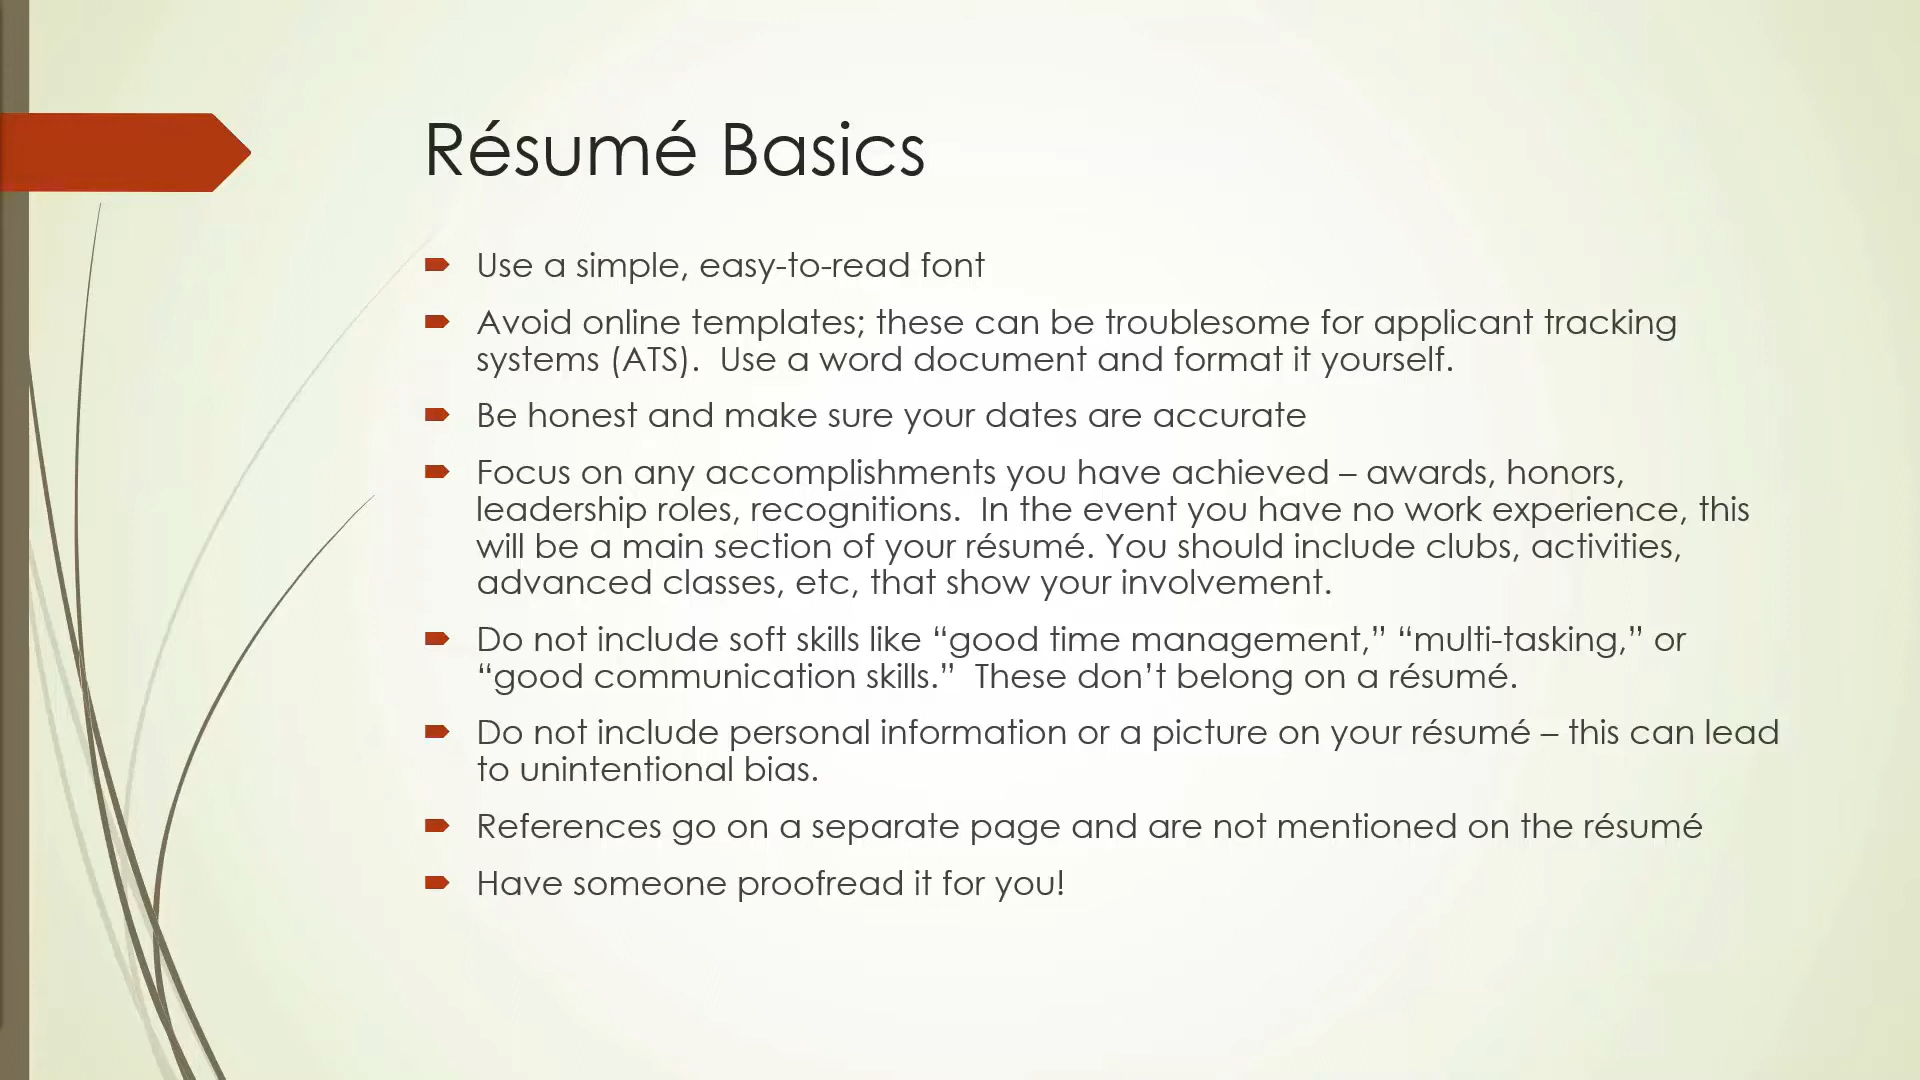 Résumé Basics
Use a simple, easy-to-read font
Avoid online templates; these can be troublesome for applicant tracking
systems (ATS).  Use a word document and format it yourself.
Be honest and make sure your dates are accurate
Focus on any accomplishments you have achieved – awards, honors,
leadership roles, recognitions.  In the event you have no work experience, this
will be a main section of your résumé. You should include clubs, activities,
advanced classes, etc, that show your involvement.
Do not include soft skills like “good time management,” “multi-tasking,” or
“good communication skills.”  These don’t belong on a résumé.
Do not include personal information or a picture on your résumé – this can lead
to unintentional bias.
References go on a separate page and are not mentioned on the résumé
Have someone proofread it for you!